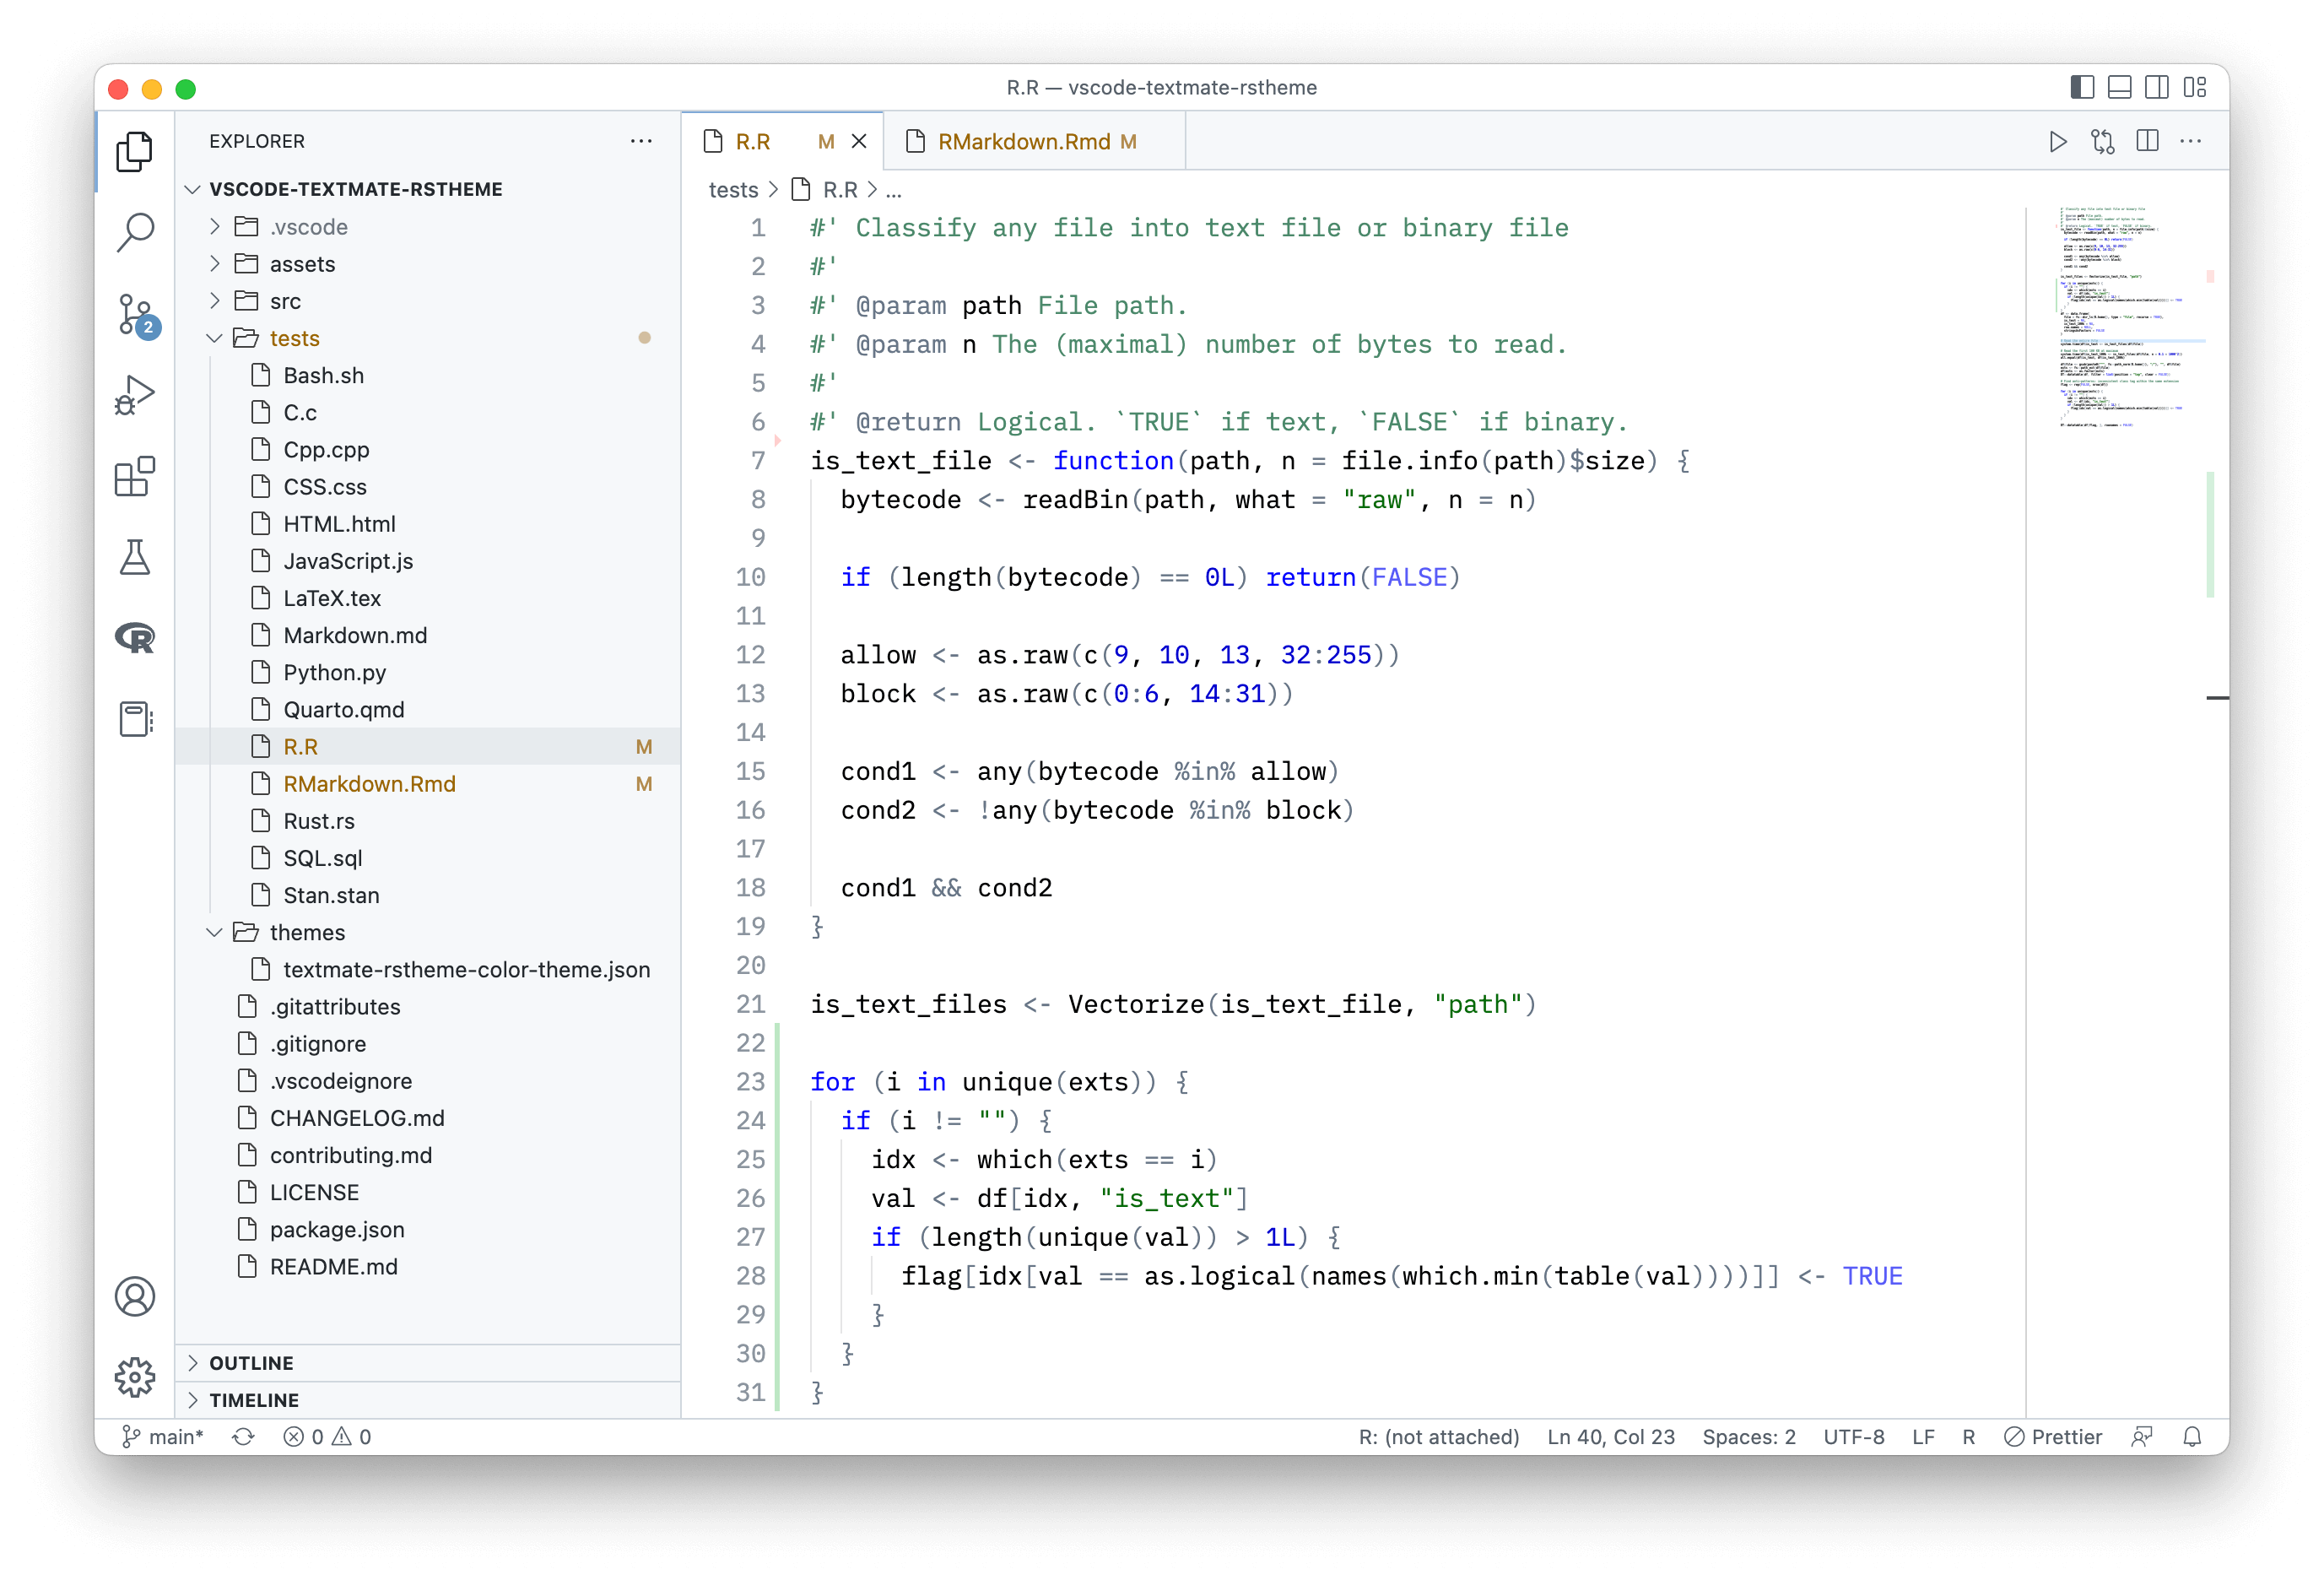 R.R — vscode-textmate-rstheme
EXPLORER
VSCODE-TEXTMATE-RSTHEME
.vscode
assets
src
2
tests
Bash.sh
C.c
Cpp.cpp
CSS.css
HTML.html
JavaScript.js
LaTeX.tex
Markdown.md
Python.py
Quarto.qmd
R.R M
RMarkdown.Rmd M
Rust.rs
SQL.sql
Stan.stan
themes
textmate-rstheme-color-theme.json
.gitattributes
.gitignore
.vscodeignore
CHANGELOG.md
contributing.md
LICENSE
package.json
README.md
OUTLINE
TIMELINE
R.R M
RMarkdown.Rmd M
tests > R.R > ...
1 #' Classify any file into text file or binary file
2 #'
3 #' @param path File path.
4 #' @param n The (maximal) number of bytes to read.
5 #'
6 #' @return Logical. `TRUE` if text, `FALSE` if binary.
7 is_text_file <- function(path, n = file.info(path)$size) {
8   bytecode <- readBin(path, what = "raw", n = n)
9
10   if (length(bytecode) == 0L) return(FALSE)
11
12   allow <- as.raw(c(9, 10, 13, 32:255))
13   block <- as.raw(c(0:6, 14:31))
14
15   cond1 <- any(bytecode %in% allow)
16   cond2 <- !any(bytecode %in% block)
17
18   cond1 && cond2
19 }
20
21 is_text_files <- Vectorize(is_text_file, "path")
22
23 for (i in unique(exts)) {
24   if (i != "") {
25     idx <- which(exts == i)
26     val <- df[idx, "is_text"]
27     if (length(unique(val)) > 1L) {
28       flag[idx[val == as.logical(names(which.min(table(val))))]] <- TRUE
29     }
30   }
31 }
main* 0 0
R: (not attached) Ln 40, Col 23 Spaces: 2 UTF-8 LF R Prettier